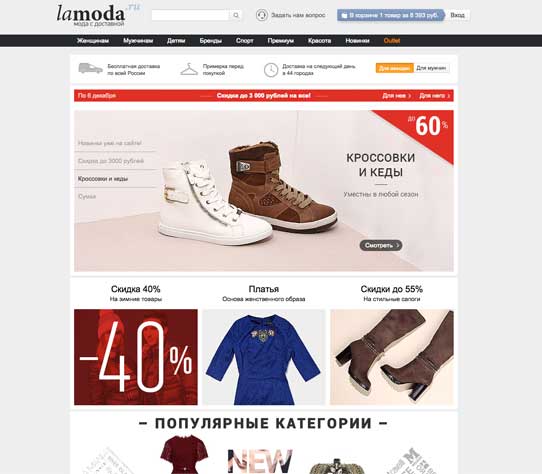 lamoda.ru
мода с доставкой
Задать нам вопрос
В корзине 1 товар за 8 393 руб.
Вход
Женщинам Мужчинам Детям Бренды Спорт Премиум Красота Новинки Outlet
Бесплатная доставка
по всей России
Примерка перед
покупкой
Доставка на следующий день
в 44 городах
Для женщин Для мужчин
По 6 декабря
Скидка до 3 000 рублей на все!
Для нее > Для него >
до 60%
Новинки уже на сайте!
Скидка до 3000 рублей
Кроссовки и кеды
Сумки
КРОССОВКИ
И КЕДЫ
Уместны в любой сезон
Смотреть >
Скидка 40%
На зимние товары
Платья
Основа женственного образа
Скидки до 55%
На стильные сапоги
-40%
– ПОПУЛЯРНЫЕ КАТЕГОРИИ –
NEW